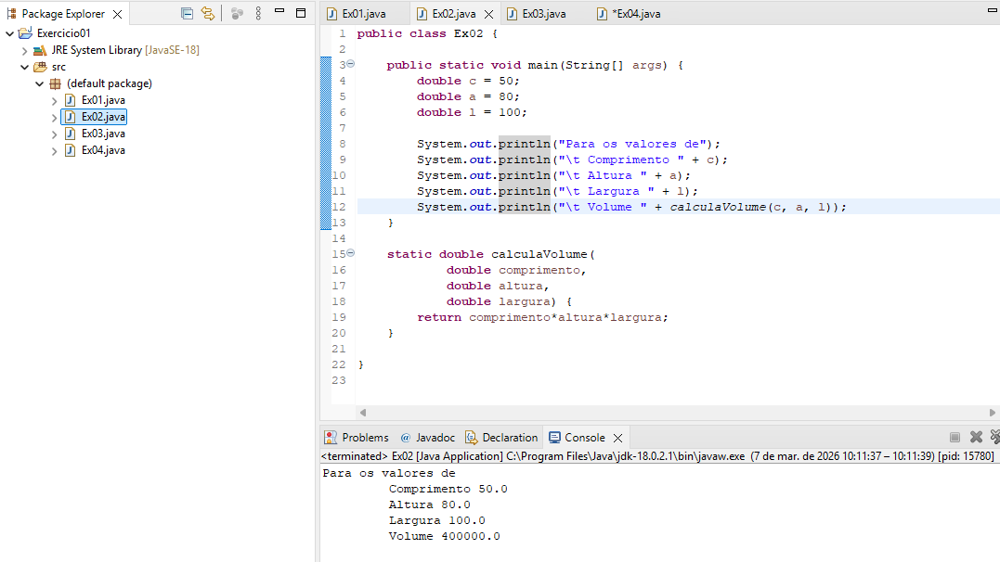 Package Explorer
Exercicio01
JRE System Library [JavaSE-18]
src
(default package)
Ex01.java
Ex02.java
Ex03.java
Ex04.java
Ex01.java Ex02.java Ex03.java *Ex04.java
1 public class Ex02 {
2
3 public static void main(String[] args) {
4 double c = 50;
5 double a = 80;
6 double l = 100;
7
8 System.out.println("Para os valores de");
9 System.out.println("\t Comprimento " + c);
10 System.out.println("\t Altura " + a);
11 System.out.println("\t Largura " + l);
12 System.out.println("\t Volume " + calculaVolume(c, a, l));
13 }
14
15 static double calculaVolume(
16 double comprimento,
17 double altura,
18 double largura) {
19 return comprimento*altura*largura;
20 }
21
22 }
23
Problems @ Javadoc Declaration Console
<terminated> Ex02 [Java Application] C:\Program Files\Java\jdk-18.0.2.1\bin\javaw.exe (7 de mar. de 2026 10:11:37 – 10:11:39) [pid: 15780]
Para os valores de
Comprimento 50.0
Altura 80.0
Largura 100.0
Volume 400000.0